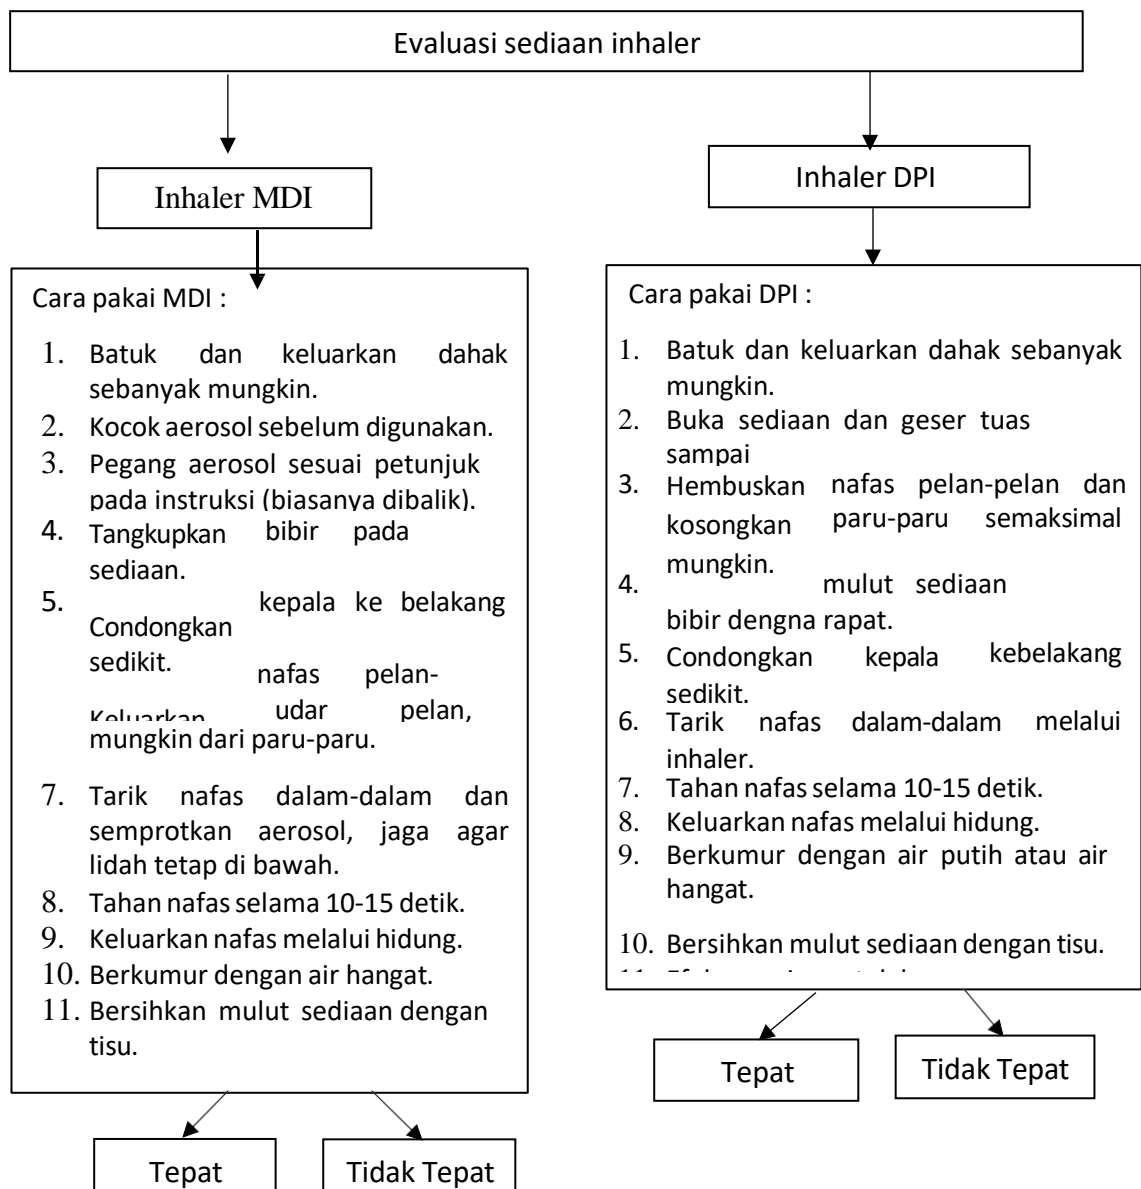 Evaluasi sediaan inhaler
Inhaler MDI
Inhaler DPI
Cara pakai MDI :
1. Batuk dan keluarkan dahak
sebanyak mungkin.
2. Kocok aerosol sebelum digunakan.
3. Pegang aerosol sesuai petunjuk
pada instruksi (biasanya dibalik).
4. Tangkupkan bibir pada
sediaan.
5. kepala ke belakang
Condongkan
sedikit.
nafas pelan-
Keluarkan udar pelan,
mungkin dari paru-paru.
7. Tarik nafas dalam-dalam dan
semprotkan aerosol, jaga agar
lidah tetap di bawah.
8. Tahan nafas selama 10-15 detik.
9. Keluarkan nafas melalui hidung.
10. Berkumur dengan air hangat.
11. Bersihkan mulut sediaan dengan
tisu.
Tepat
Tidak Tepat
Cara pakai DPI :
1. Batuk dan keluarkan dahak sebanyak
mungkin.
2. Buka sediaan dan geser tuas
sampai
3. Hembuskan nafas pelan-pelan dan
kosongkan paru-paru semaksimal
mungkin.
4. mulut sediaan
bibir dengna rapat.
5. Condongkan kepala kebelakang
sedikit.
6. Tarik nafas dalam-dalam melalui
inhaler.
7. Tahan nafas selama 10-15 detik.
8. Keluarkan nafas melalui hidung.
9. Berkumur dengan air putih atau air
hangat.
10. Bersihkan mulut sediaan dengan tisu.
Tepat
Tidak Tepat